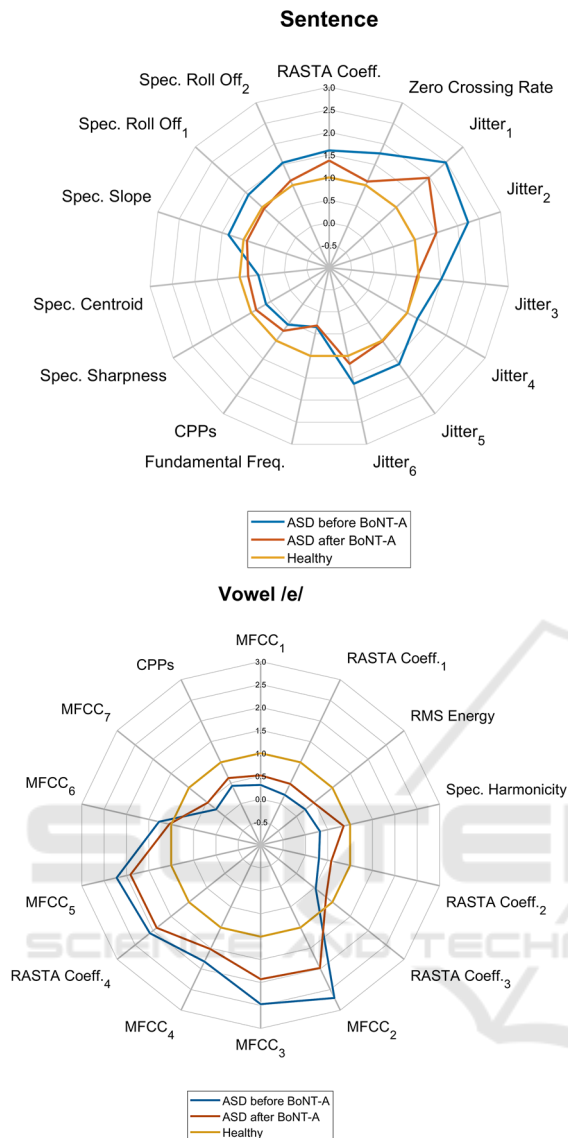 Sentence
RASTA Coeff.
Spec. Roll Off2
Zero Crossing Rate
Spec. Roll Off1
Jitter1
Spec. Slope
Jitter2
Spec. Centroid
Jitter3
Spec. Sharpness
Jitter4
CPPs
Jitter5
Fundamental Freq.
Jitter6
3.0
2.5
2.0
1.5
1.0
0.5
0.0
-0.5
ASD before BoNT-A
ASD after BoNT-A
Healthy
Vowel /e/
MFCC1
CPPs
RASTA Coeff.1
MFCC7
RMS Energy
MFCC6
Spec. Harmonicity
MFCC5
RASTA Coeff.2
RASTA Coeff.4
RASTA Coeff.3
MFCC4
MFCC2
MFCC3
3.0
2.5
2.0
1.5
1.0
0.5
0.0
-0.5
ASD before BoNT-A
ASD after BoNT-A
Healthy
SCIENCE AND TECH